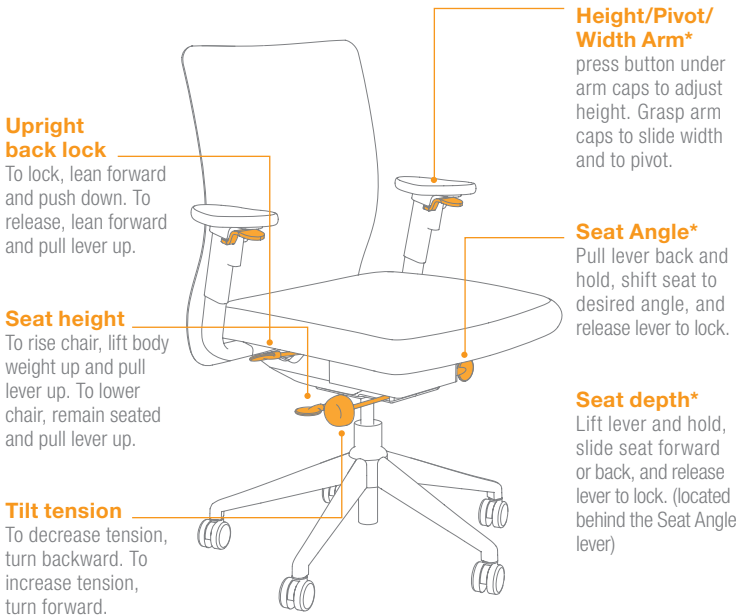 Upright
back lock
To lock, lean forward
and push down. To
release, lean forward
and pull lever up.
Seat height
To rise chair, lift body
weight up and pull
lever up. To lower
chair, remain seated
and pull lever up.
Tilt tension
To decrease tension,
turn backward. To
increase tension,
turn forward.
Height/Pivot/
Width Arm*
press button under
arm caps to adjust
height. Grasp arm
caps to slide width
and to pivot.
Seat Angle*
Pull lever back and
hold, shift seat to
desired angle, and
release lever to lock.
Seat depth*
Lift lever and hold,
slide seat forward
or back, and release
lever to lock. (located
behind the Seat Angle
lever)